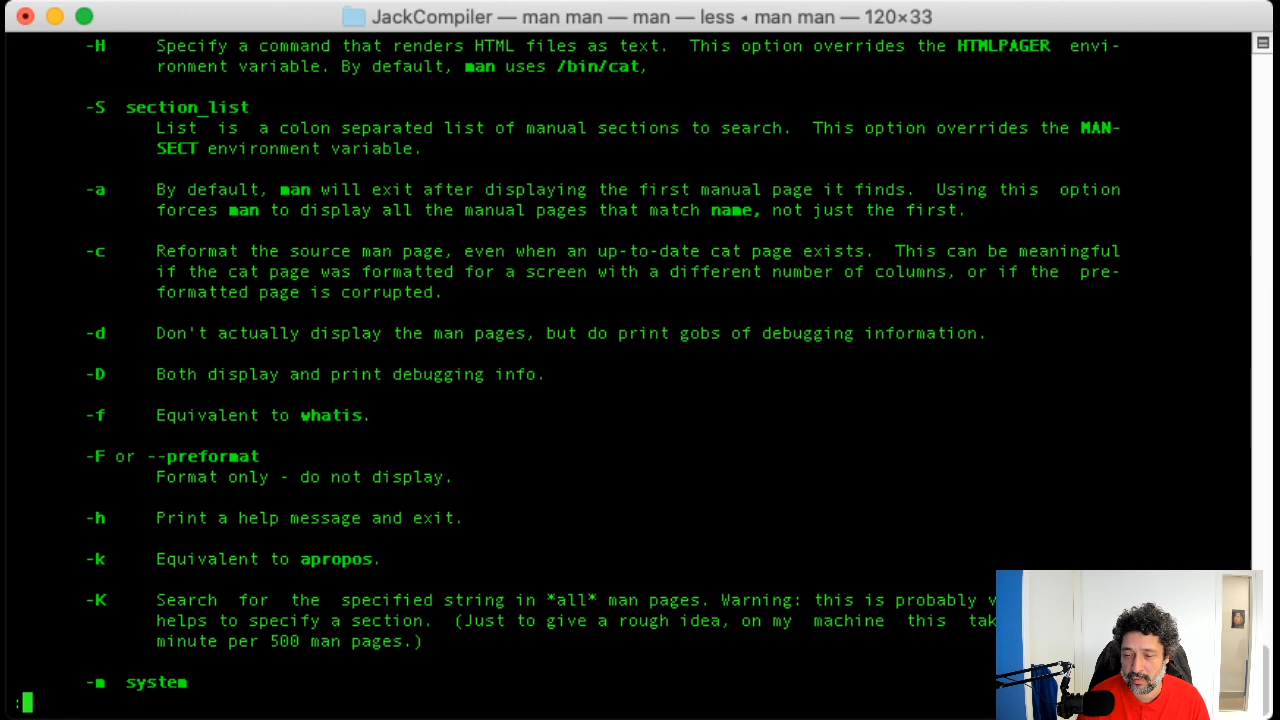 JackCompiler — man man — man — less ◂ man man — 120×33
-H Specify a command that renders HTML files as text. This option overrides the HTMLPAGER envi-
ronment variable. By default, man uses /bin/cat,
-S section_list
List is a colon separated list of manual sections to search. This option overrides the MAN-
SECT environment variable.
-a By default, man will exit after displaying the first manual page it finds. Using this option
forces man to display all the manual pages that match name, not just the first.
-c Reformat the source man page, even when an up-to-date cat page exists. This can be meaningful
if the cat page was formatted for a screen with a different number of columns, or if the pre-
formatted page is corrupted.
-d Don't actually display the man pages, but do print gobs of debugging information.
-D Both display and print debugging info.
-f Equivalent to whatis.
-F or --preformat
Format only - do not display.
-h Print a help message and exit.
-k Equivalent to apropos.
-K Search for the specified string in *all* man pages. Warning: this is probably
helps to specify a section. (Just to give a rough idea, on my machine this
minute per 500 man pages.)
-m system
: